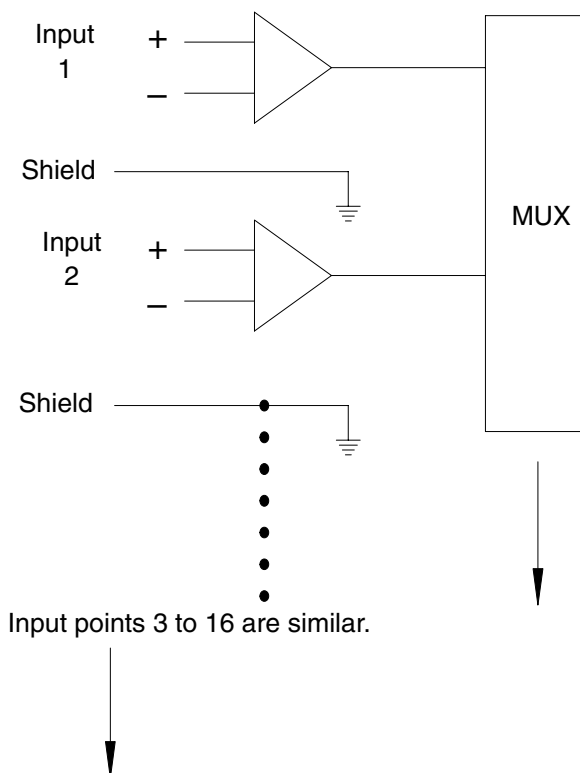 Input
1
+
−
Shield
MUX
Input
2
+
−
Shield
Input points 3 to 16 are similar.